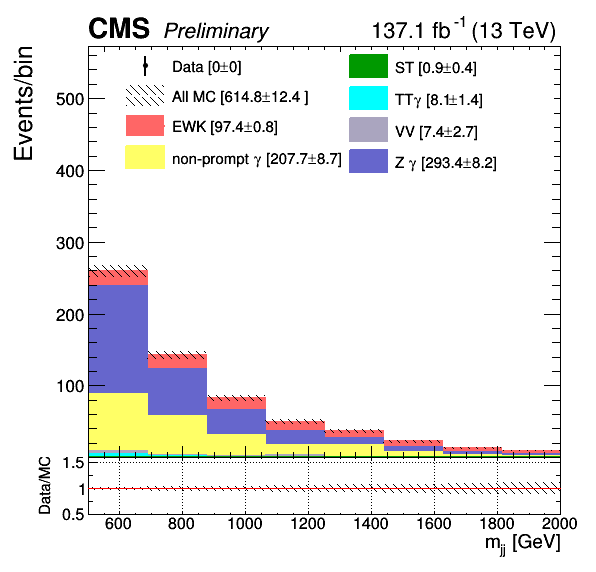 CMS Preliminary 137.1 fb⁻¹ (13 TeV)
Events/bin
Data [0±0]
All MC [614.8±12.4 ]
EWK [97.4±0.8]
non-prompt γ [207.7±8.7]
ST [0.9±0.4]
TTγ [8.1±1.4]
VV [7.4±2.7]
Z γ [293.4±8.2]
500
400
300
200
100
Data/MC
1.5
1
0.5
600 800 1000 1200 1400 1600 1800 2000
m_jj [GeV]